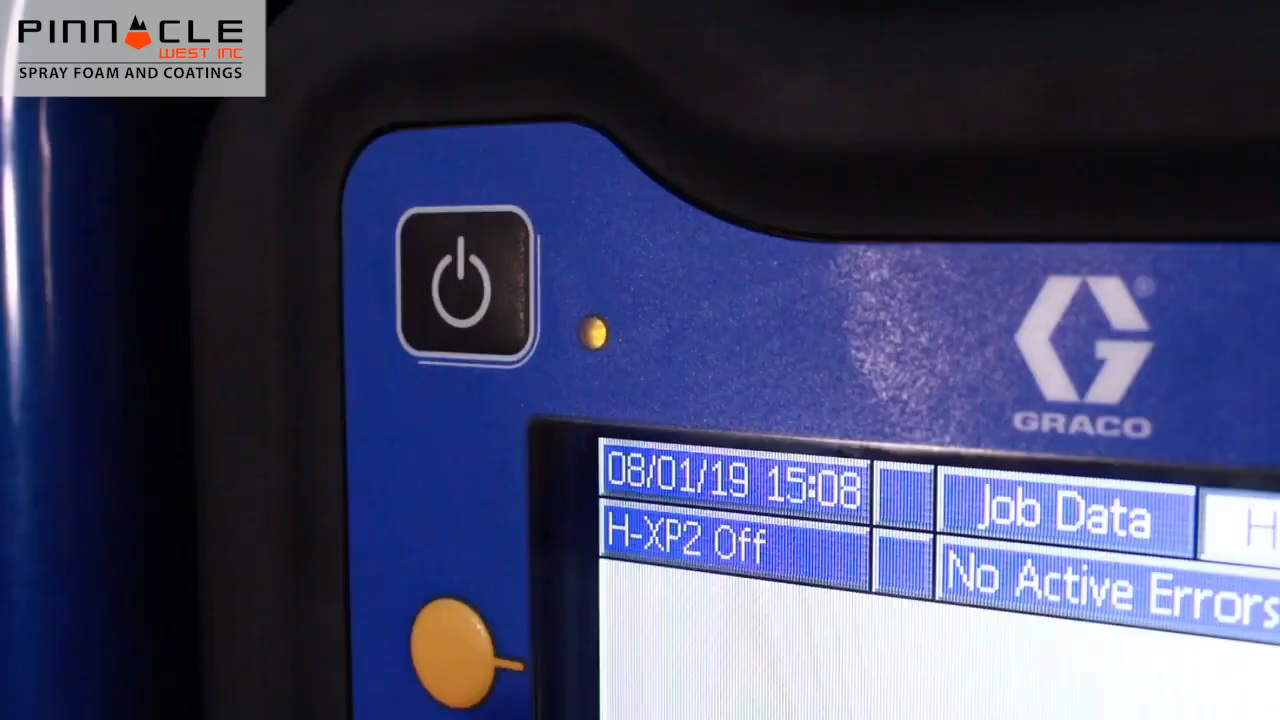 PINNACLE
WEST INC
SPRAY FOAM AND COATINGS
GRACO
08/01/19 15:08
Job Data
H
H-XP2 Off
No Active Errors